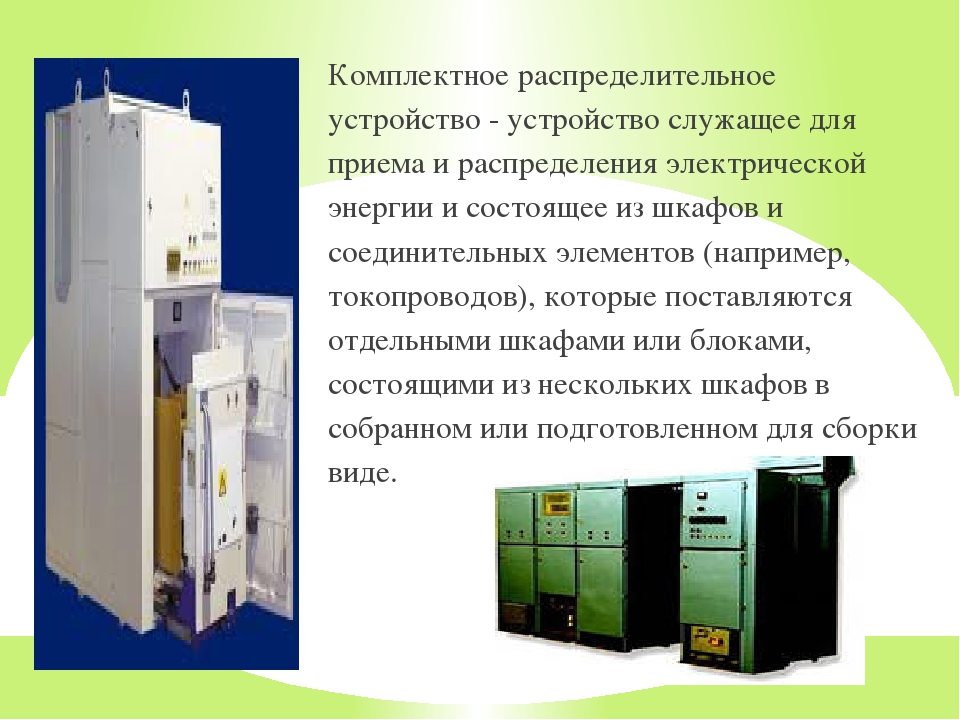 Комплектное распределительное
устройство - устройство служащее для
приема и распределения электрической
энергии и состоящее из шкафов и
соединительных элементов (например,
токопроводов), которые поставляются
отдельными шкафами или блоками,
состоящими из нескольких шкафов в
собранном или подготовленном для сборки
виде.